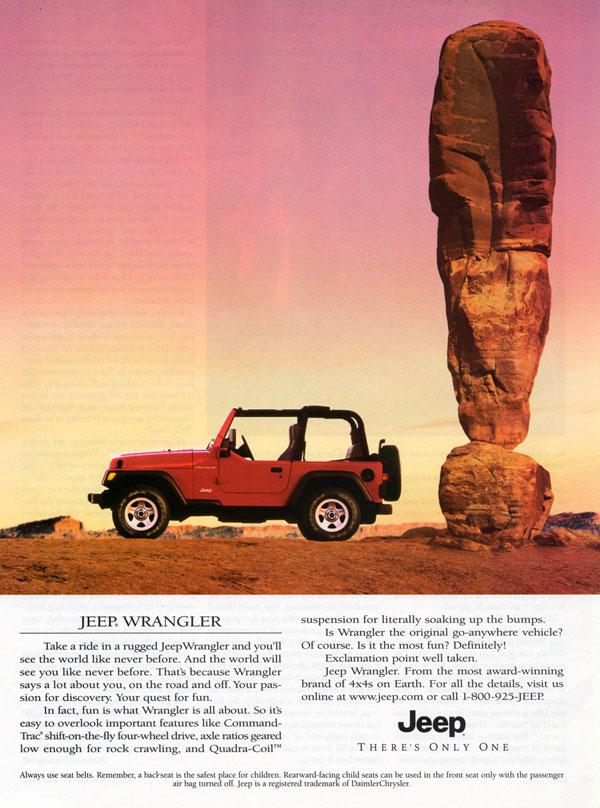 JEEP® WRANGLER
Take a ride in a rugged Jeep Wrangler and you'll
see the world like never before. And the world will
see you like never before. That's because Wrangler
says a lot about you, on the road and off. Your pas-
sion for discovery. Your quest for fun.
In fact, fun is what Wrangler is all about. So it's
easy to overlook important features like Command-
Trac® shift-on-the-fly four-wheel drive, axle ratios geared
low enough for rock crawling, and Quadra-Coil™
suspension for literally soaking up the bumps.
Is Wrangler the original go-anywhere vehicle?
Of course. Is it the most fun? Definitely!
Exclamation point well taken.
Jeep Wrangler. From the most award-winning
brand of 4x4s on Earth. For all the details, visit us
online at www.jeep.com or call 1-800-925-JEEP.
Jeep
THERE'S ONLY ONE
Always use seat belts. Remember, a backseat is the safest place for children. Rearward-facing child seats can be used in the front seat only with the passenger
air bag turned off. Jeep is a registered trademark of DaimlerChrysler.
Jeep